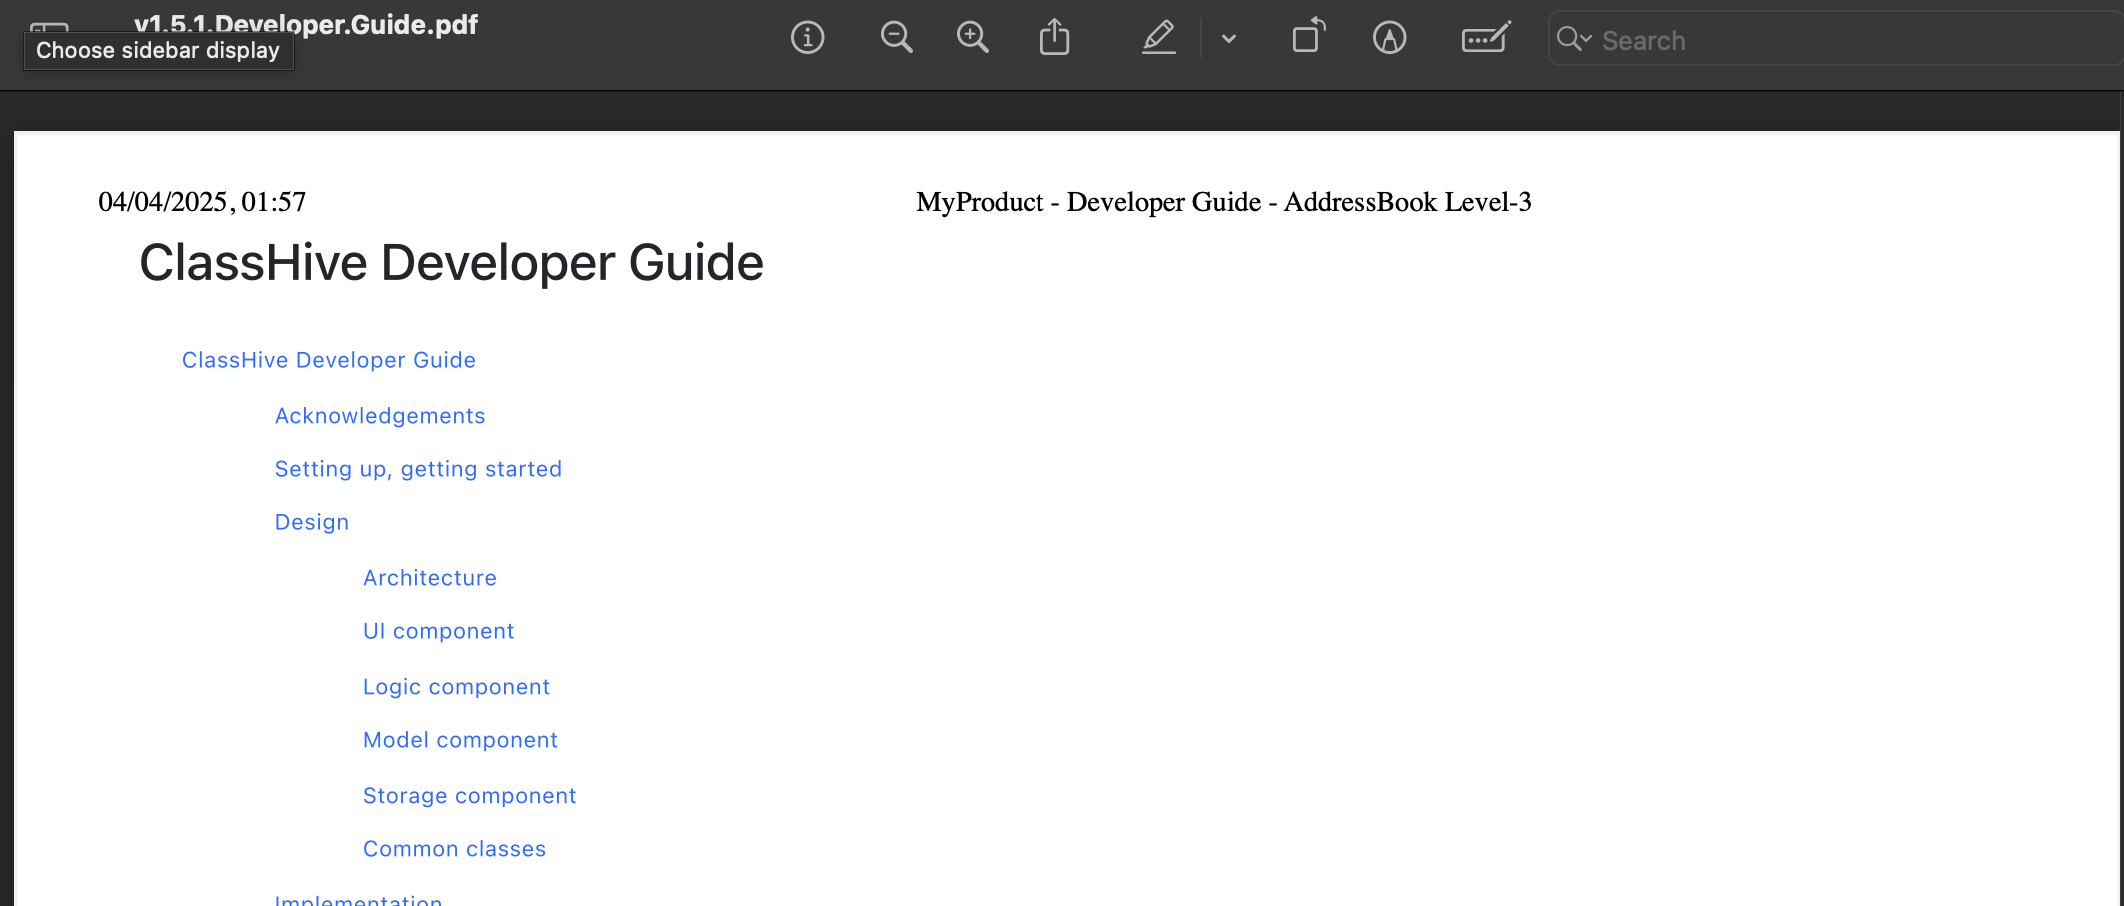 v1.5.1.Developer.Guide.pdf
Choose sidebar display
Search
04/04/2025, 01:57
MyProduct - Developer Guide - AddressBook Level-3
ClassHive Developer Guide
ClassHive Developer Guide
Acknowledgements
Setting up, getting started
Design
Architecture
UI component
Logic component
Model component
Storage component
Common classes
Implementation